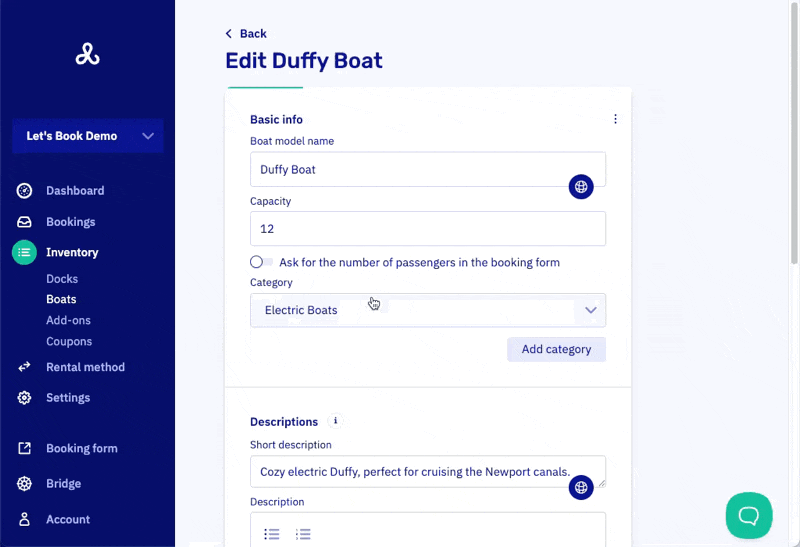 Let's Book Demo
Dashboard
Bookings
Inventory
Docks
Boats
Add-ons
Coupons
Rental method
Settings
Booking form
Bridge
Account
Back
Edit Duffy Boat
Basic info
Boat model name
Duffy Boat
Capacity
12
Ask for the number of passengers in the booking form
Category
Electric Boats
Add category
Descriptions i
Short description
Cozy electric Duffy, perfect for cruising the Newport canals.
Description